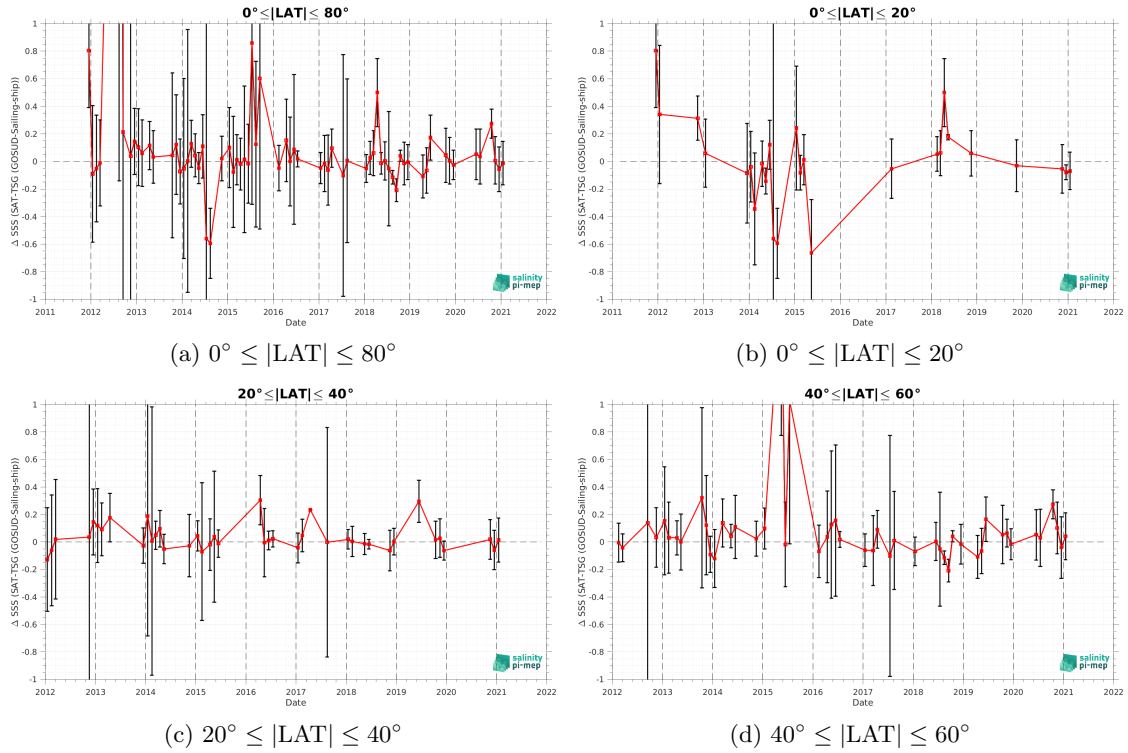 0°≤|LAT|≤ 80°
Δ SSS (SAT-TSG (GOSUD-Sailing-ship))
1
0.8
0.6
0.4
0.2
0
-0.2
-0.4
-0.6
-0.8
-1
2011 2012 2013 2014 2015 2016 2017 2018 2019 2020 2021 2022
Date
salinity
pi-mep
(a) 0° ≤ |LAT| ≤ 80°
0°≤|LAT|≤ 20°
Δ SSS (SAT-TSG (GOSUD-Sailing-ship))
1
0.8
0.6
0.4
0.2
0
-0.2
-0.4
-0.6
-0.8
-1
2011 2012 2013 2014 2015 2016 2017 2018 2019 2020 2021 2022
Date
salinity
pi-mep
(b) 0° ≤ |LAT| ≤ 20°
20°≤|LAT|≤ 40°
Δ SSS (SAT-TSG (GOSUD-Sailing-ship))
1
0.8
0.6
0.4
0.2
0
-0.2
-0.4
-0.6
-0.8
-1
2012 2013 2014 2015 2016 2017 2018 2019 2020 2021 2022
Date
salinity
pi-mep
(c) 20° ≤ |LAT| ≤ 40°
40°≤|LAT|≤ 60°
Δ SSS (SAT-TSG (GOSUD-Sailing-ship))
1
0.8
0.6
0.4
0.2
0
-0.2
-0.4
-0.6
-0.8
-1
2012 2013 2014 2015 2016 2017 2018 2019 2020 2021 2022
Date
salinity
pi-mep
(d) 40° ≤ |LAT| ≤ 60°